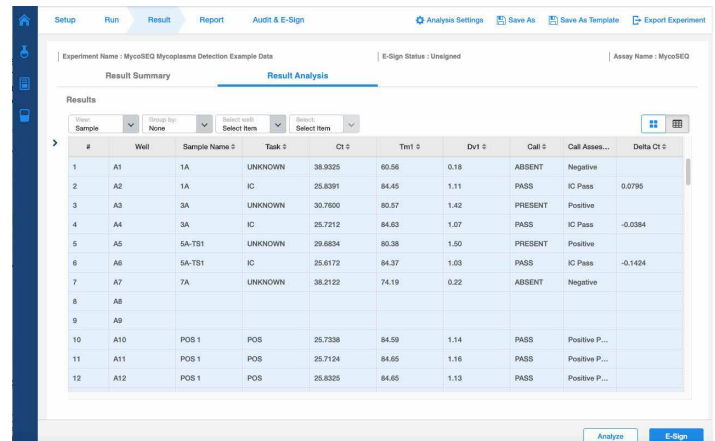 Setup Run Result Report Audit & E-Sign Analysis Settings Save As Save As Template Export Experiment
Experiment Name : MycoSEQ Mycoplasms Detection Example Data E-Sign Status : Unsigned Assay Name : MycoSEQ
Result Summary Result Analysis
Results
View: Group by: Select well: Select:
Sample None Select Item Select Item
# Well Sample Name Task Ct Tm1 Dv1 Call Call Asses... Delta Ct
1 A1 1A UNKNOWN 38.9325 60.56 0.18 ABSENT Negative
2 A2 1A IC 25.8391 84.45 1.11 PASS IC Pass 0.0795
3 A3 3A UNKNOWN 30.7600 80.57 1.42 PRESENT Positive
4 A4 3A IC 25.7212 84.63 1.07 PASS IC Pass -0.0384
5 A5 5A-TS1 UNKNOWN 29.6834 80.38 1.50 PRESENT Positive
6 A6 5A-TS1 IC 25.6172 84.37 1.03 PASS IC Pass -0.1424
7 A7 7A UNKNOWN 38.2122 74.19 0.22 ABSENT Negative
8 A8
9 A9
10 A10 POS 1 POS 25.7338 84.59 1.14 PASS Positive P...
11 A11 POS 1 POS 25.7124 84.65 1.16 PASS Positive P...
12 A12 POS 1 POS 25.8325 84.65 1.13 PASS Positive P...
Analyze E-Sign